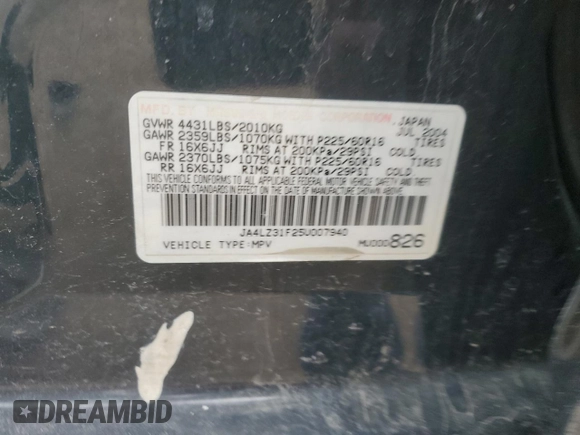 CORPORATION, JAPAN
GVWR 4431LBS/2010KG JUL 2004
GAWR 2359LBS/1070KG WITH P225/60R16 TIRES
FR 16X6JJ RIMS AT 200KPa/29PSI COLD.
GAWR 2370LBS/1075KG WITH P225/60R16 TIRES
RR 16X6JJ RIMS AT 200KPa/29PSI COLD.
THIS VEHICLE CONFORMS TO ALL APPLICABLE FEDERAL MOTOR VEHICLE SAFETY AND THEFT
PREVENTION STANDARDS IN EFFECT ON THE DATE OF MANUFACTURE SHOWN ABOVE.
JA4LZ31F25U007940
VEHICLE TYPE:MPV MU000826
DREAMBID